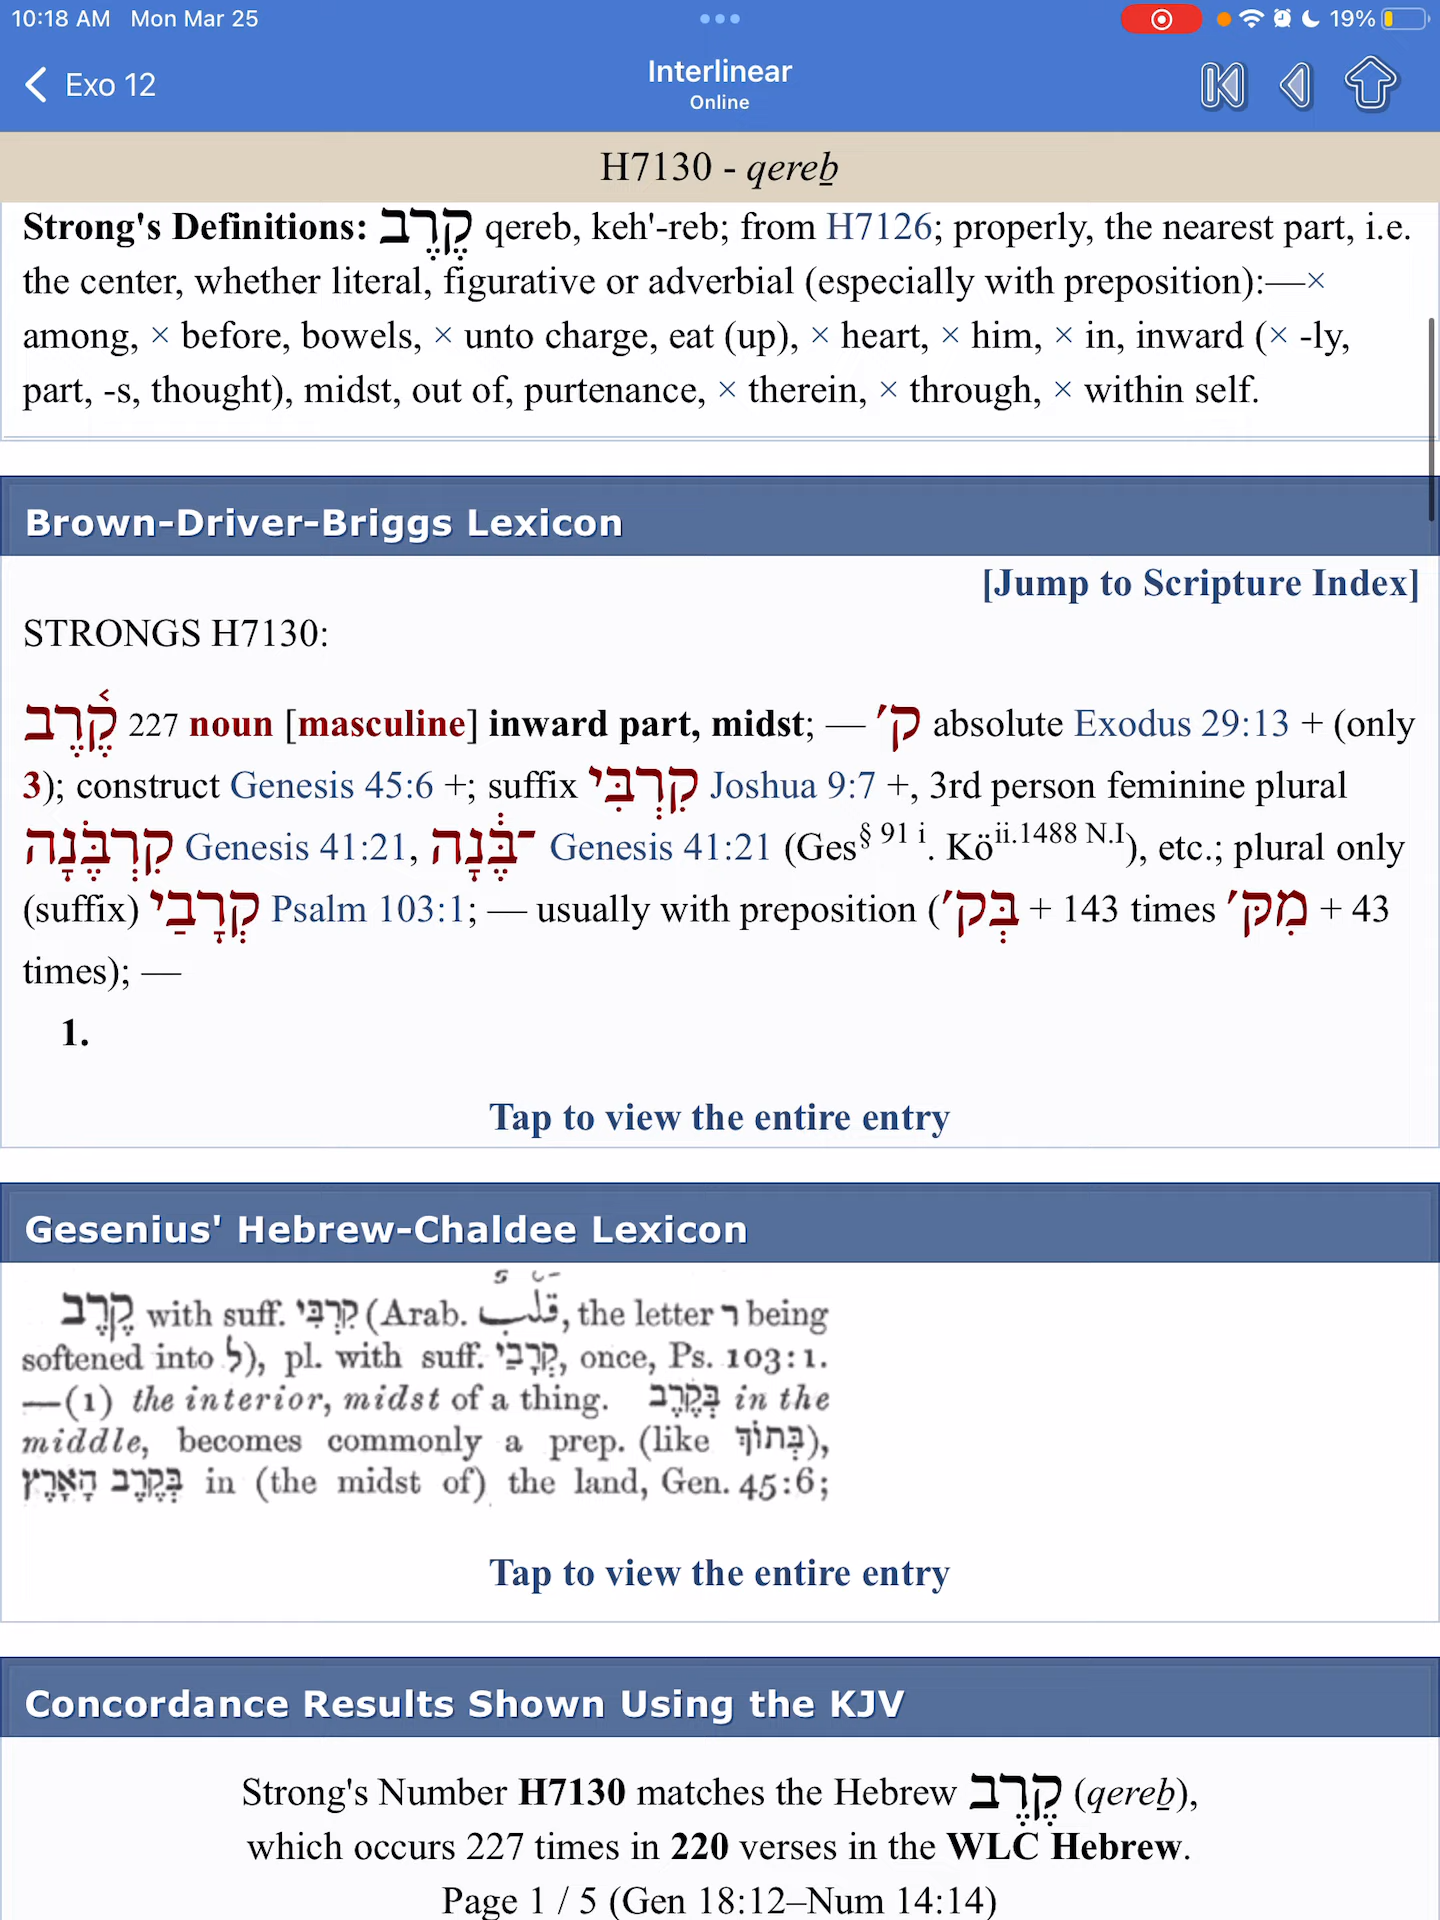 10:18 AM Mon Mar 25
19%
Exo 12
Interlinear
Online
H7130 - qereḇ
Strong's Definitions: קֶרֶב qereb, keh'-reb; from H7126; properly, the nearest part, i.e.
the center, whether literal, figurative or adverbial (especially with preposition):—×
among, × before, bowels, × unto charge, eat (up), × heart, × him, × in, inward (× -ly,
part, -s, thought), midst, out of, purtenance, × therein, × through, × within self.
Brown-Driver-Briggs Lexicon
[Jump to Scripture Index]
STRONGS H7130:
קֶ֫רֶב 227 noun [masculine] inward part, midst; — ק׳ absolute Exodus 29:13 + (only
3); construct Genesis 45:6 +; suffix קִרְבִּי Joshua 9:7 +, 3rd person feminine plural
קִרְבֶּ֫נָה Genesis 41:21, ־בֶּ֫נָה Genesis 41:21 (Ges§ 91 i. Köii.1488 N.I), etc.; plural only
(suffix) קְרָבַי Psalm 103:1; — usually with preposition (בְּק׳ + 143 times מִקּ׳ + 43
times); —
1.
Tap to view the entire entry
Gesenius' Hebrew-Chaldee Lexicon
קֶרֶב with suff. קִרְבִּי (Arab. قلب, the letter ר being
softened into ל), pl. with suff. קְרָבַי, once, Ps. 103:1.
—(1) the interior, midst of a thing. בְּקֶרֶב in the
middle, becomes commonly a prep. (like בְּתוֹךְ),
בְּקֶרֶב הָאָרֶץ in (the midst of) the land, Gen. 45:6;
Tap to view the entire entry
Concordance Results Shown Using the KJV
Strong's Number H7130 matches the Hebrew קֶרֶב (qereḇ),
which occurs 227 times in 220 verses in the WLC Hebrew.
Page 1 / 5 (Gen 18:12–Num 14:14)